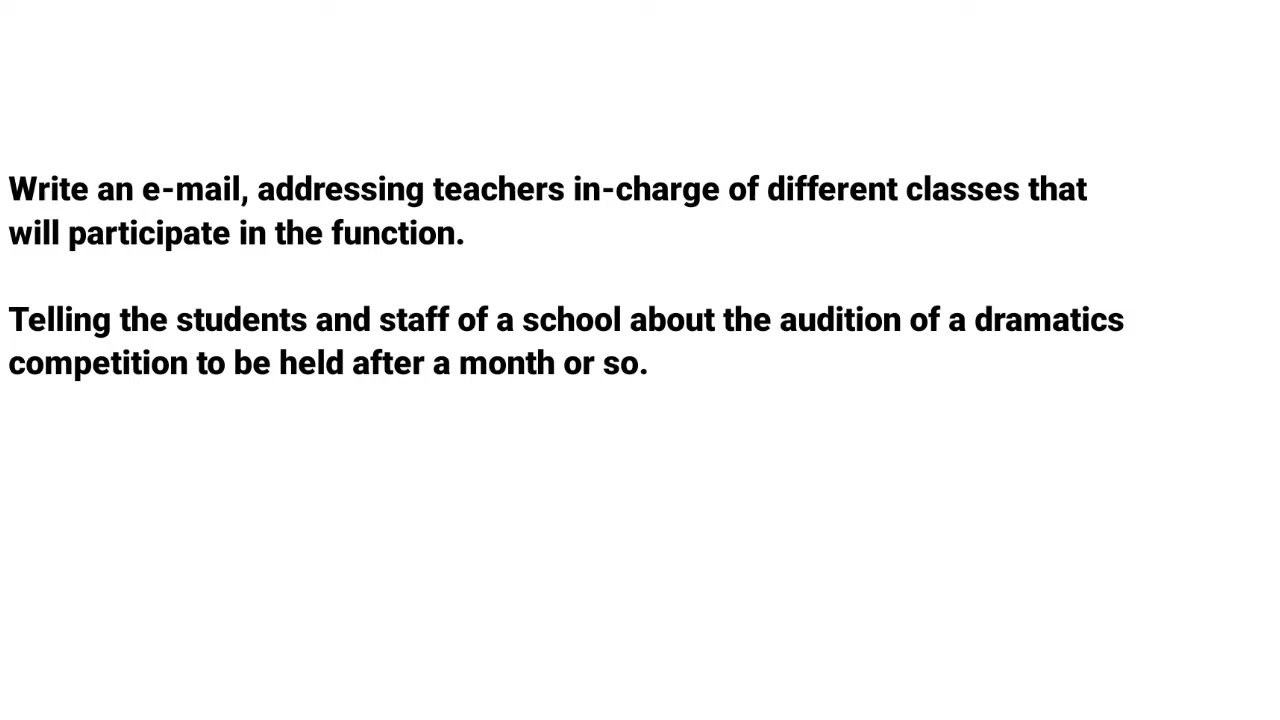 Write an e-mail, addressing teachers in-charge of different classes that
will participate in the function.
Telling the students and staff of a school about the audition of a dramatics
competition to be held after a month or so.